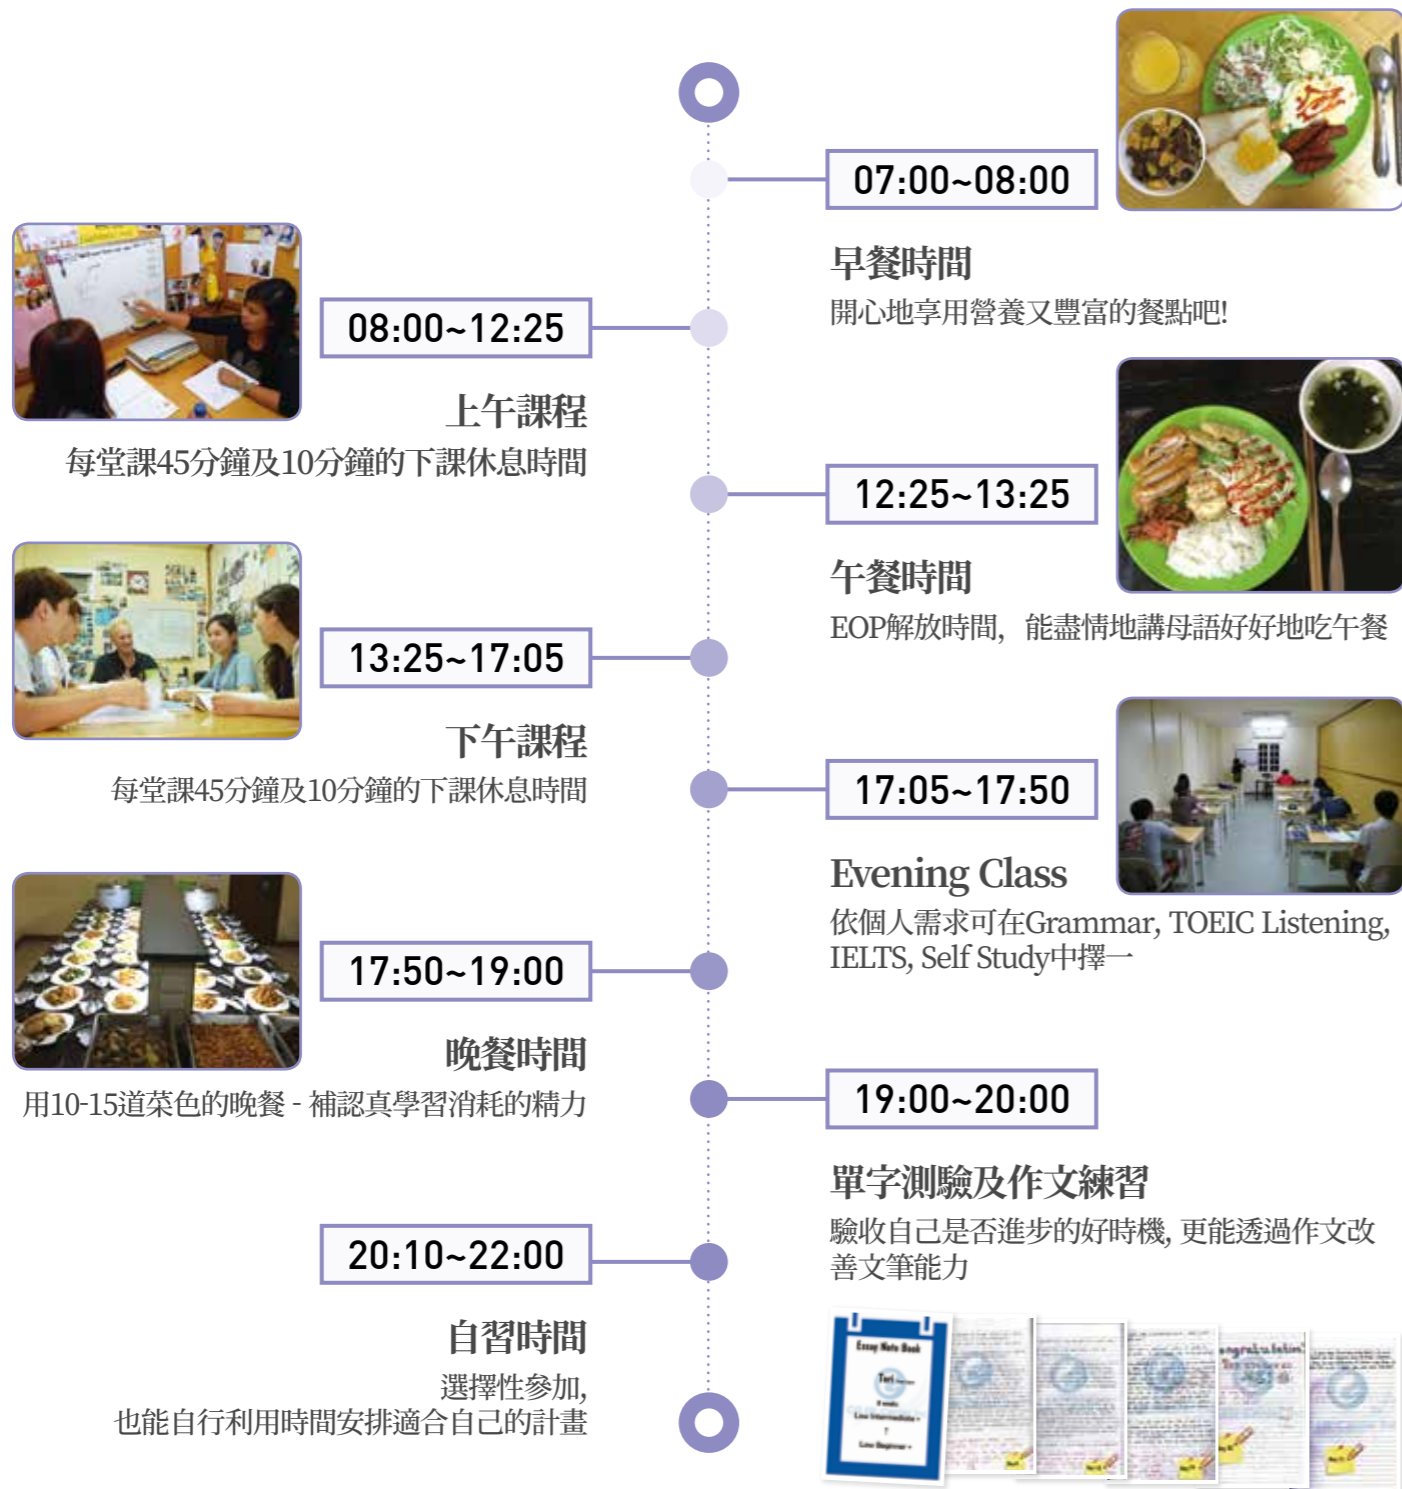 07:00~08:00
早餐時間
開心地享用營養又豐富的餐點吧!
08:00~12:25
上午課程
每堂課45分鐘及10分鐘的下課休息時間
12:25~13:25
午餐時間
EOP解放時間, 能盡情地講母語好好地吃午餐
13:25~17:05
下午課程
每堂課45分鐘及10分鐘的下課休息時間
17:05~17:50
Evening Class
依個人需求可在Grammar, TOEIC Listening,
IELTS, Self Study中擇一
17:50~19:00
晚餐時間
用10-15道菜色的晚餐 - 補認真學習消耗的精力
19:00~20:00
單字測驗及作文練習
驗收自己是否進步的好時機, 更能透過作文改
善文筆能力
20:10~22:00
自習時間
選擇性參加,
也能自行利用時間安排適合自己的計畫
Essay Note Book
Low Intermediate +
↑
Low Beginner +